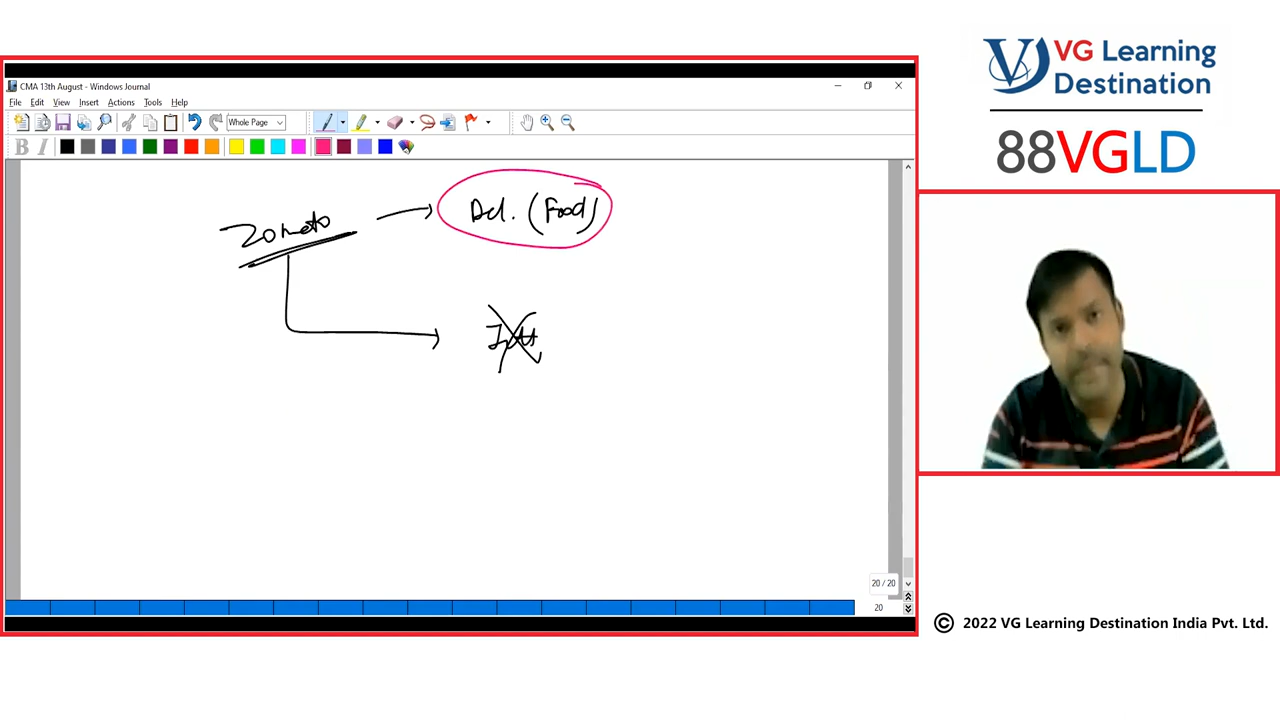 VG Learning
Destination
88VGLD
CMA 13th August - Windows Journal
File Edit View Insert Actions Tools Help
Whole Page
B I
Zomato → Del. (Food)
20 / 20
20
© 2022 VG Learning Destination India Pvt. Ltd.